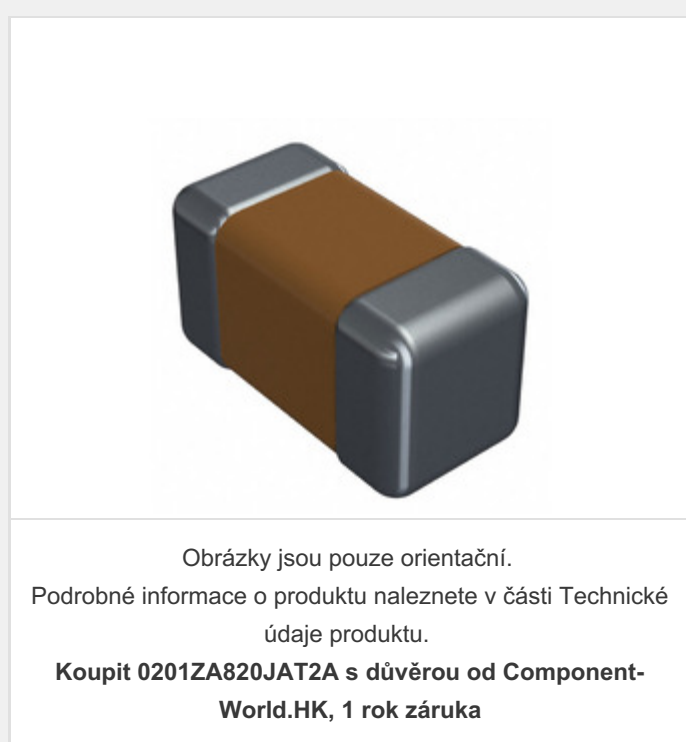 Obrázky jsou pouze orientační.
Podrobné informace o produktu naleznete v části Technické
údaje produktu.
Koupit 0201ZA820JAT2A s důvěrou od Component-
World.HK, 1 rok záruka